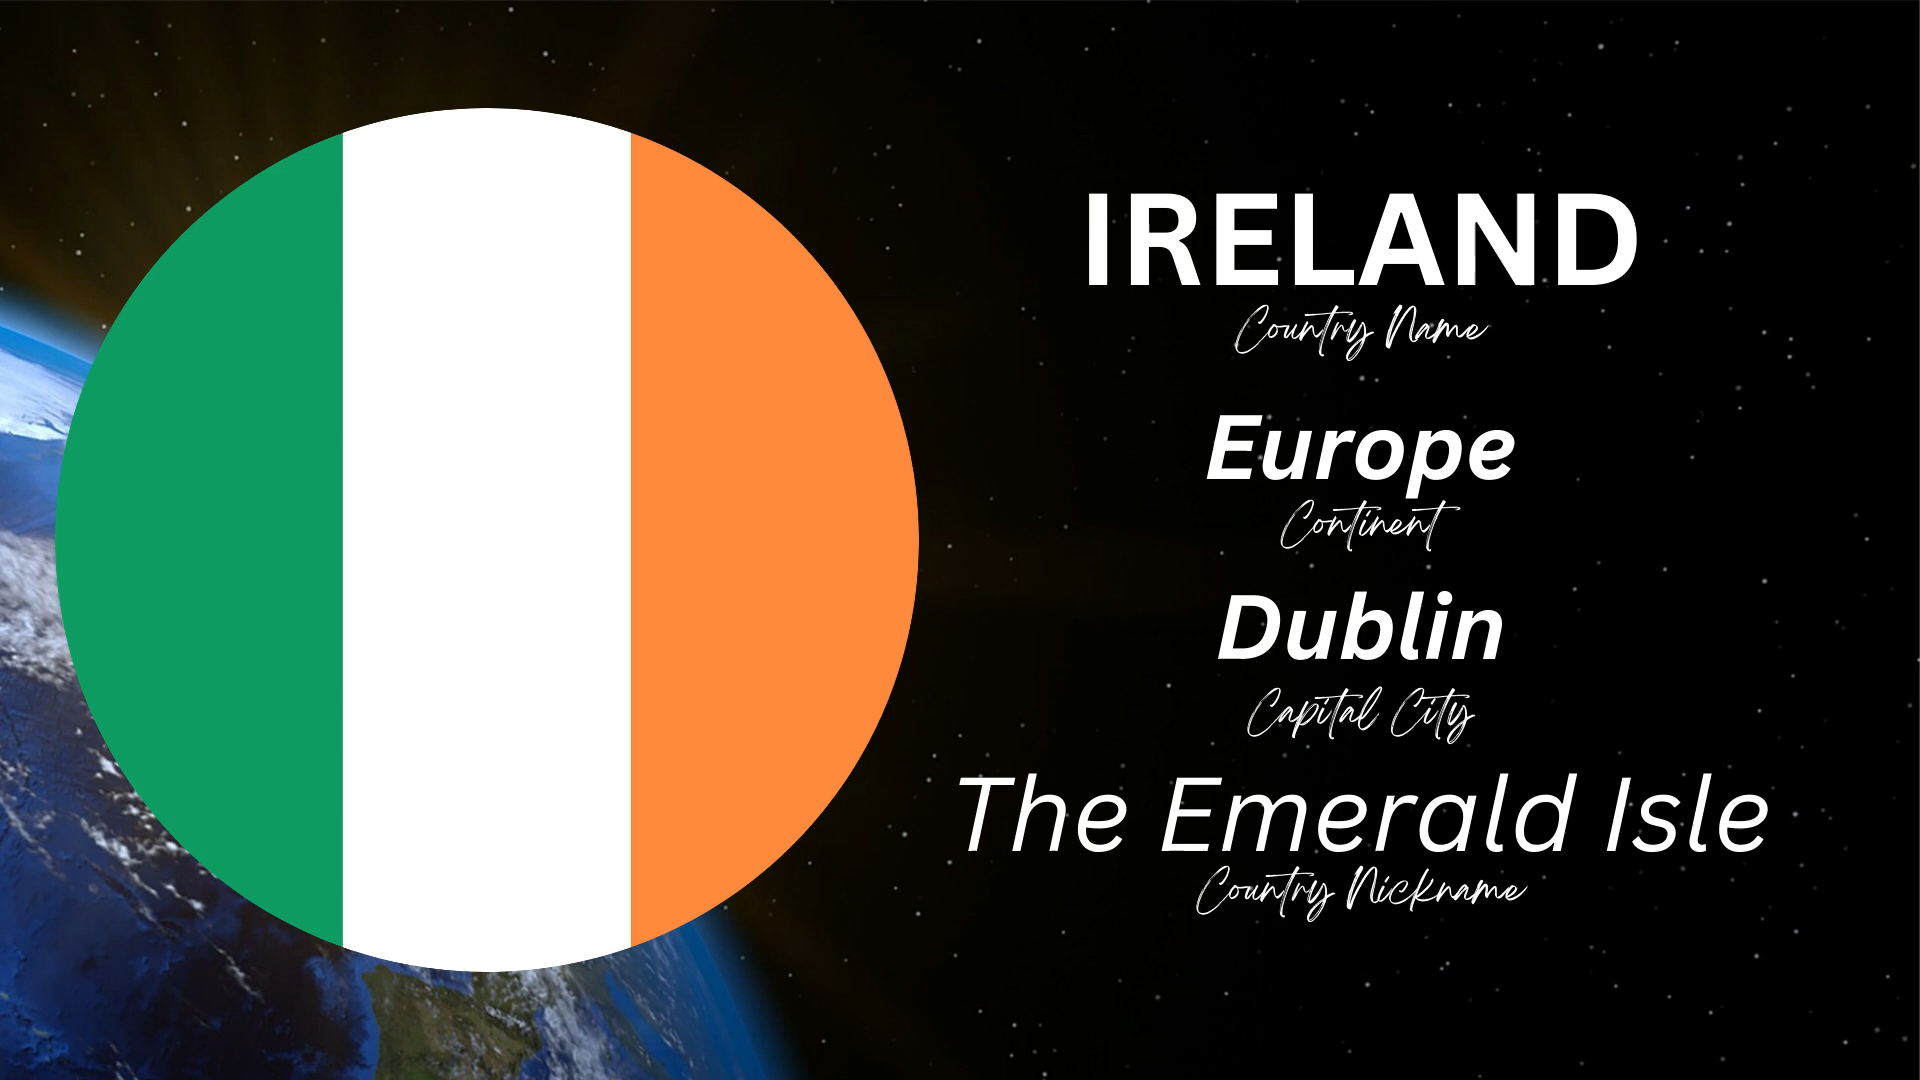 IRELAND
Country Name
Europe
Continent
Dublin
Capital City
The Emerald Isle
Country Nickname